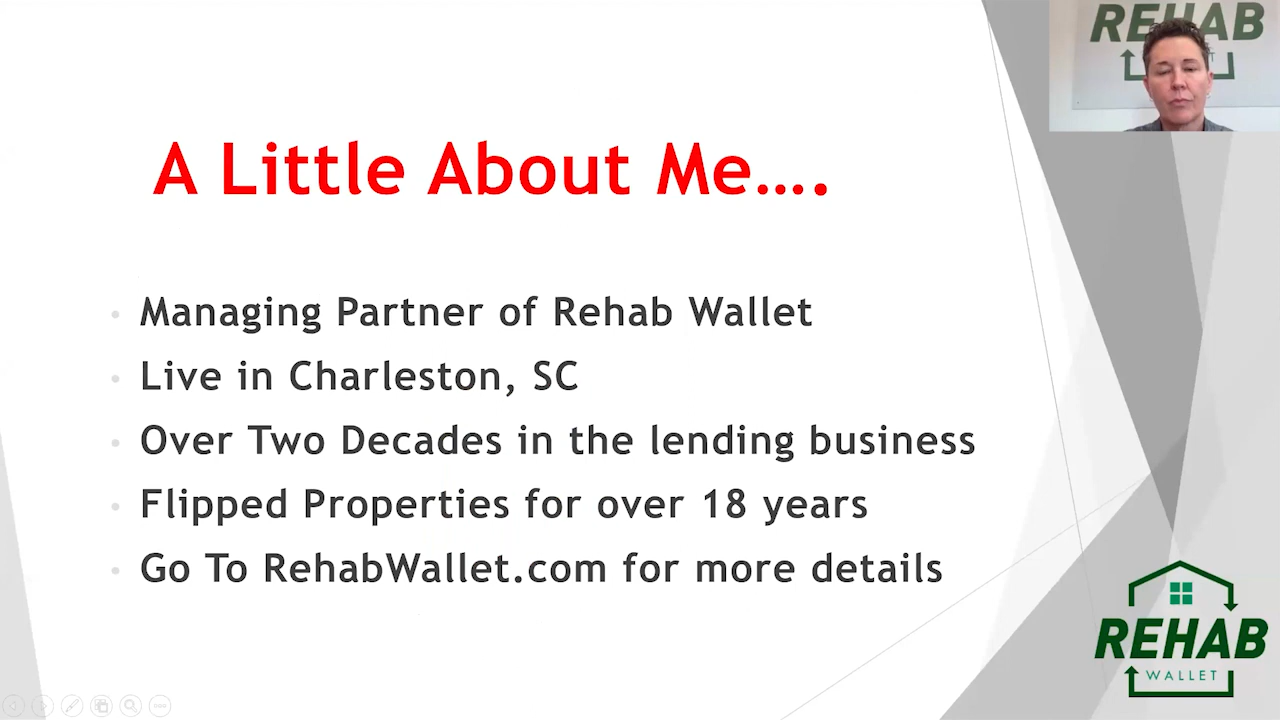 A Little About Me….
Managing Partner of Rehab Wallet
Live in Charleston, SC
Over Two Decades in the lending business
Flipped Properties for over 18 years
Go To RehabWallet.com for more details
REHAB
WALLET